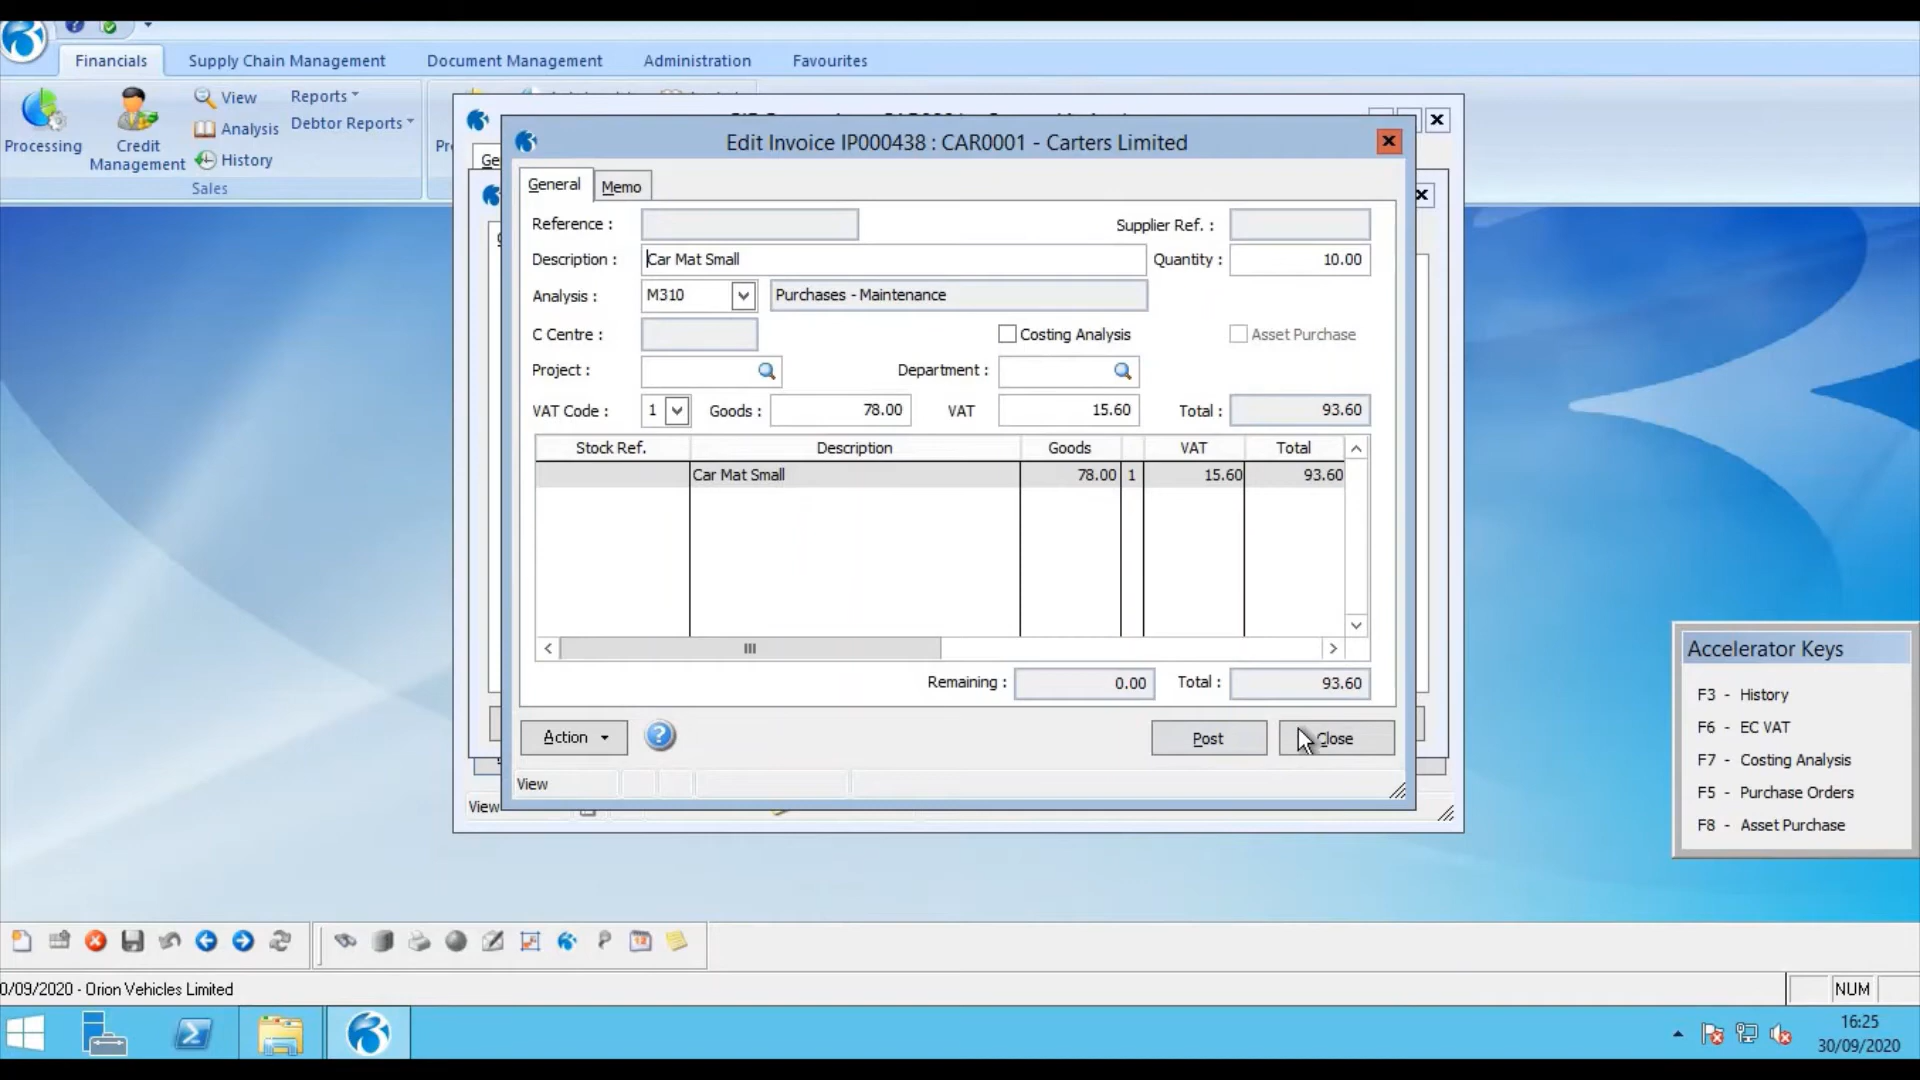 Financials
Supply Chain Management
Document Management
Administration
Favourites
Processing
Credit
Management
View
Analysis
History
Reports
Debtor Reports
Sales
Edit Invoice IP000438 : CAR0001 - Carters Limited
General
Memo
Reference :
Supplier Ref. :
Description :
Car Mat Small
Quantity :
10.00
Analysis :
M310
Purchases - Maintenance
C Centre :
Costing Analysis
Asset Purchase
Project :
Department :
VAT Code :
1
Goods :
78.00
VAT
15.60
Total :
93.60
Stock Ref.
Description
Goods
VAT
Total
Car Mat Small
78.00
1
15.60
93.60
Remaining :
0.00
Total :
93.60
Action
Post
Close
View
View
Accelerator Keys
F3 - History
F6 - EC VAT
F7 - Costing Analysis
F5 - Purchase Orders
F8 - Asset Purchase
0/09/2020 - Orion Vehicles Limited
NUM
16:25
30/09/2020